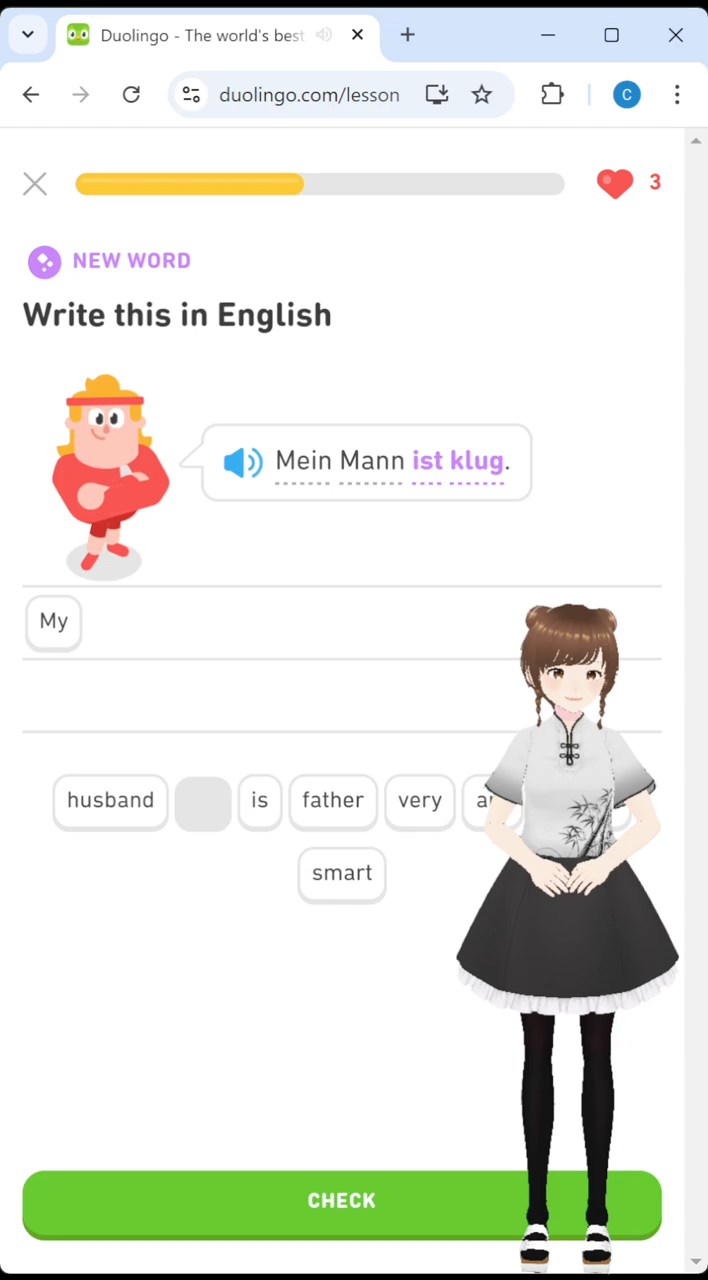 Duolingo - The world's best
duolingo.com/lesson
C
3
NEW WORD
Write this in English
Mein Mann ist klug.
My
husband is father very
smart
CHECK